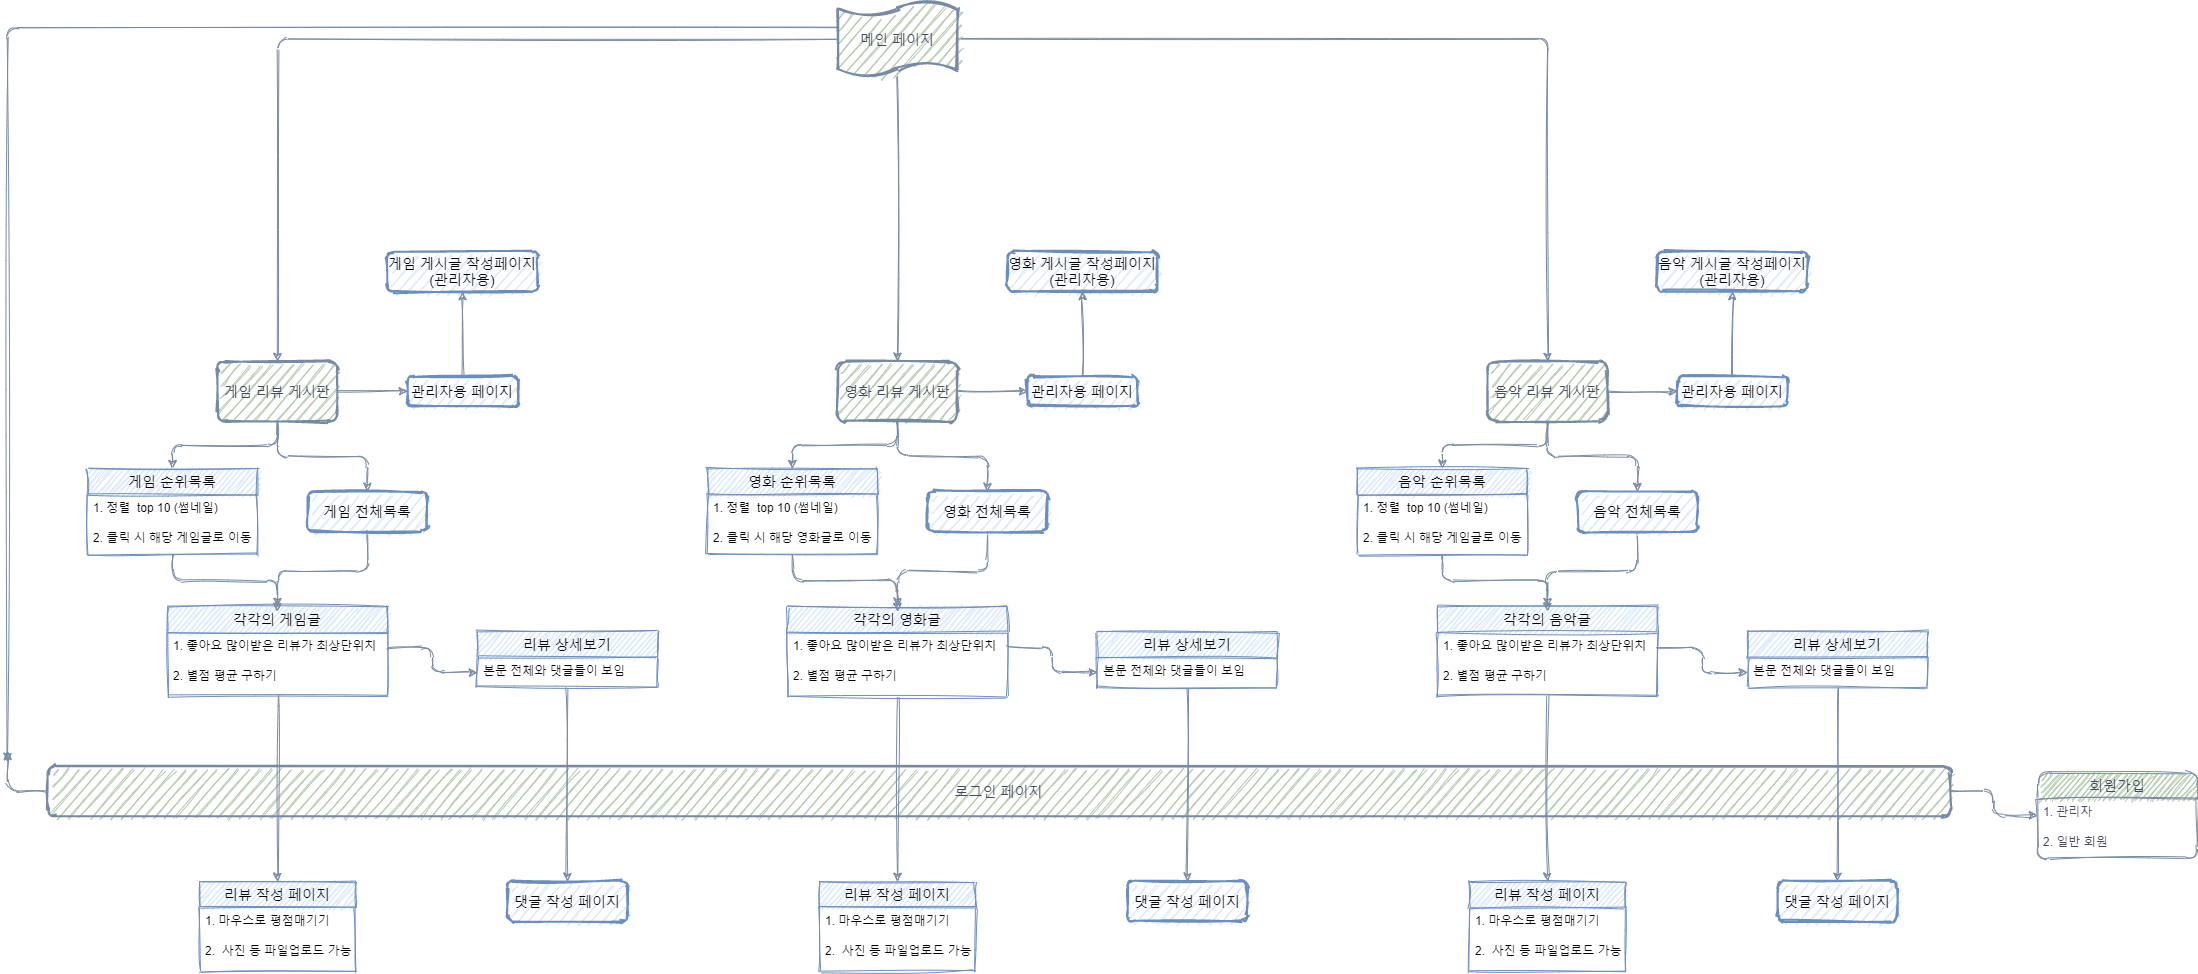 메인 페이지
게임 게시글 작성페이지
(관리자용)
영화 게시글 작성페이지
(관리자용)
음악 게시글 작성페이지
(관리자용)
게임 리뷰 게시판
관리자용 페이지
영화 리뷰 게시판
관리자용 페이지
음악 리뷰 게시판
관리자용 페이지
게임 순위목록
1. 정렬 top 10 (썸네일)
2. 클릭 시 해당 게임글로 이동
게임 전체목록
영화 순위목록
1. 정렬 top 10 (썸네일)
2. 클릭 시 해당 영화글로 이동
영화 전체목록
음악 순위목록
1. 정렬 top 10 (썸네일)
2. 클릭 시 해당 게임글로 이동
음악 전체목록
각각의 게임글
1. 좋아요 많이받은 리뷰가 최상단위치
2. 별점 평균 구하기
리뷰 상세보기
본문 전체와 댓글들이 보임
각각의 영화글
1. 좋아요 많이받은 리뷰가 최상단위치
2. 별점 평균 구하기
리뷰 상세보기
본문 전체와 댓글들이 보임
각각의 음악글
1. 좋아요 많이받은 리뷰가 최상단위치
2. 별점 평균 구하기
리뷰 상세보기
본문 전체와 댓글들이 보임
로그인 페이지
회원가입
1. 관리자
2. 일반 회원
리뷰 작성 페이지
1. 마우스로 평점매기기
2. 사진 등 파일업로드 가능
댓글 작성 페이지
리뷰 작성 페이지
1. 마우스로 평점매기기
2. 사진 등 파일업로드 가능
댓글 작성 페이지
리뷰 작성 페이지
1. 마우스로 평점매기기
2. 사진 등 파일업로드 가능
댓글 작성 페이지